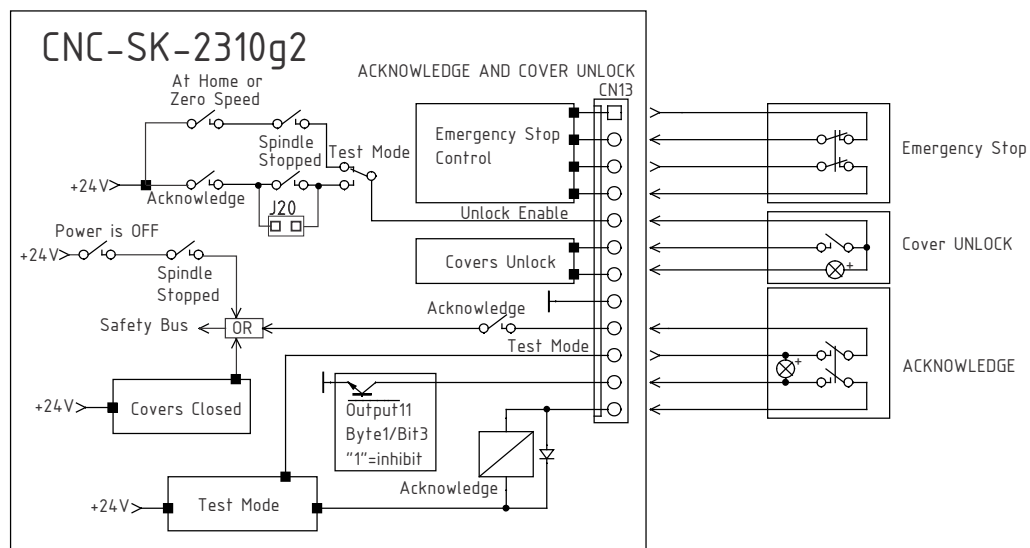 CNC-SK-2310g2
ACKNOWLEDGE AND COVER UNLOCK
CN13
At Home or
Zero Speed
Spindle
Stopped
Test Mode
+24V
Acknowledge
J20
Emergency Stop
Control
Emergency Stop
Unlock Enable
Power is OFF
+24V
Spindle
Stopped
Covers Unlock
Cover UNLOCK
+
Safety Bus
OR
Acknowledge
Test Mode
+
ACKNOWLEDGE
+24V
Covers Closed
Output11
Byte1/Bit3
"1"=inhibit
Acknowledge
+24V
Test Mode